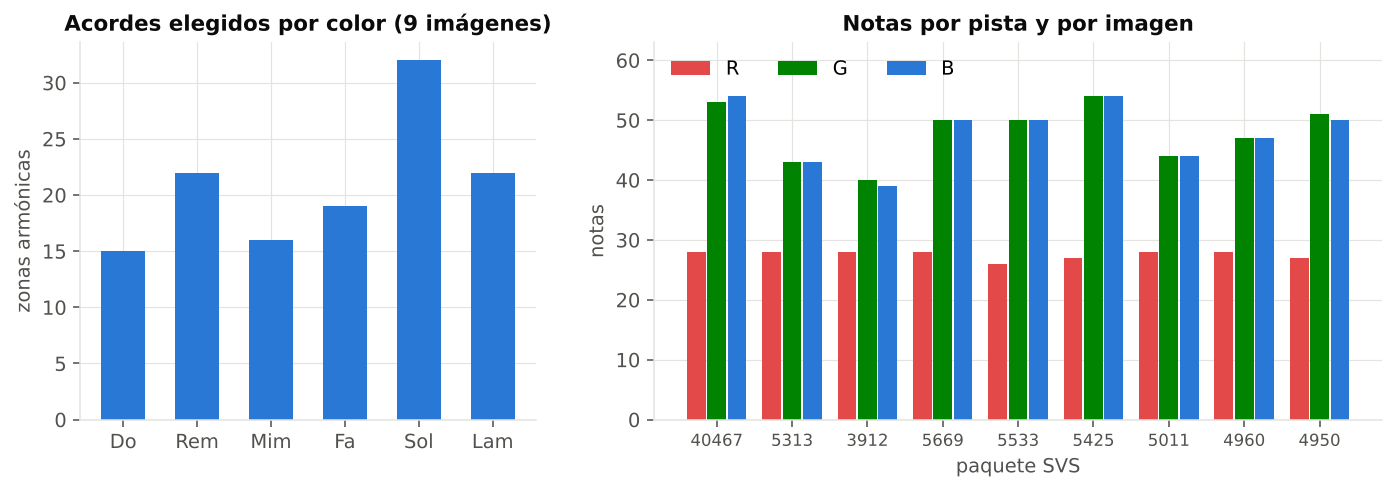 Acordes elegidos por color (9 imágenes)
zonas armónicas
30
25
20
15
10
5
0
Do Rem Mim Fa Sol Lam
Notas por pista y por imagen
R G B
notas
60
50
40
30
20
10
0
40467 5313 3912 5669 5533 5425 5011 4960 4950
paquete SVS